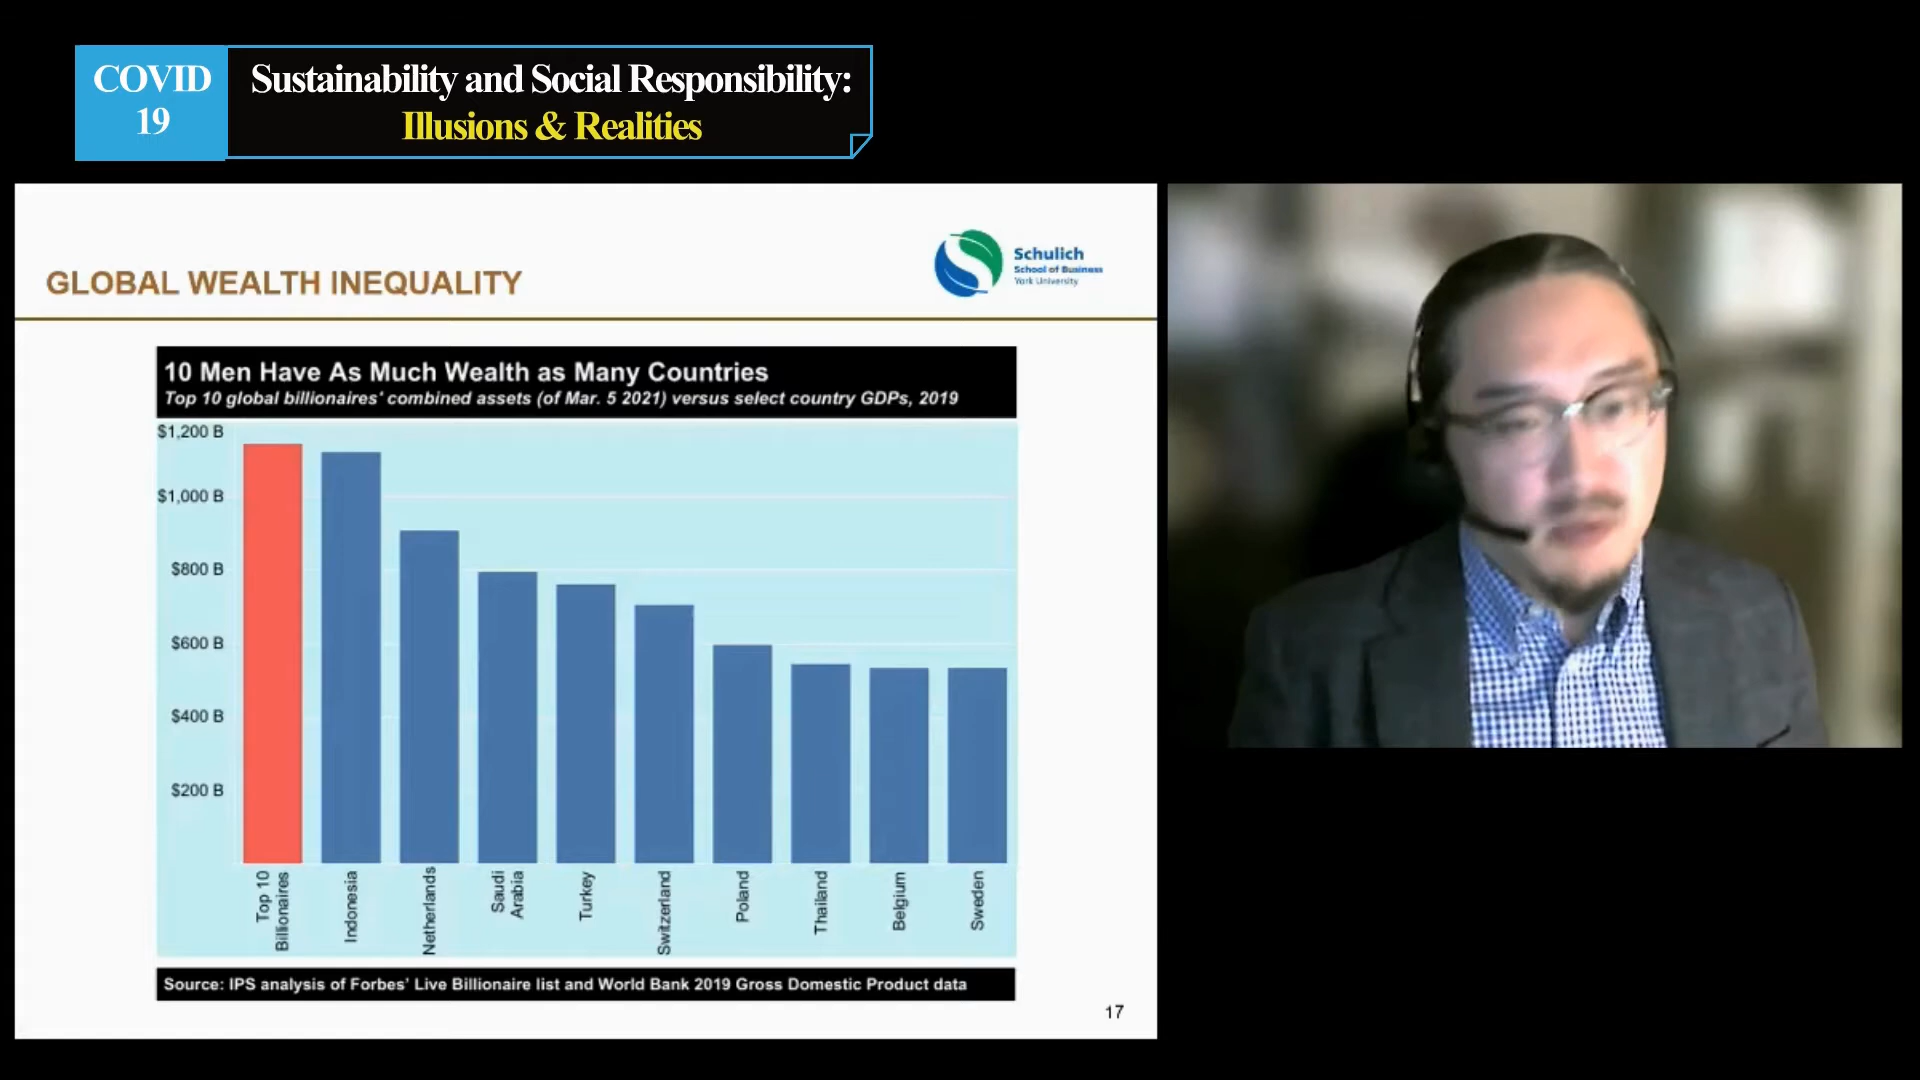 COVID
19
Sustainability and Social Responsibility:
Illusions & Realities
GLOBAL WEALTH INEQUALITY
Schulich
School of Business
York University
10 Men Have As Much Wealth as Many Countries
Top 10 global billionaires' combined assets (of Mar. 5 2021) versus select country GDPs, 2019
$1,200 B
$1,000 B
$800 B
$600 B
$400 B
$200 B
Top 10
Billionaires
Indonesia
Netherlands
Saudi
Arabia
Turkey
Switzerland
Poland
Thailand
Belgium
Sweden
Source: IPS analysis of Forbes' Live Billionaire list and World Bank 2019 Gross Domestic Product data
17